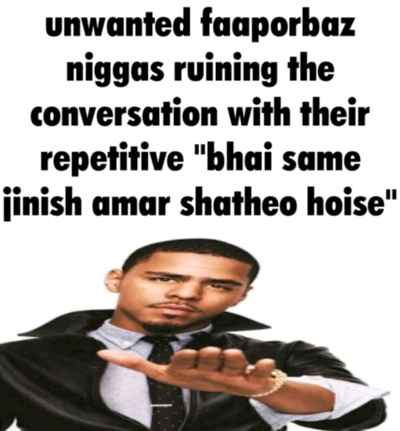 unwanted faaporbaz
niggas ruining the
conversation with their
repetitive "bhai same
jinish amar shatheo hoise"